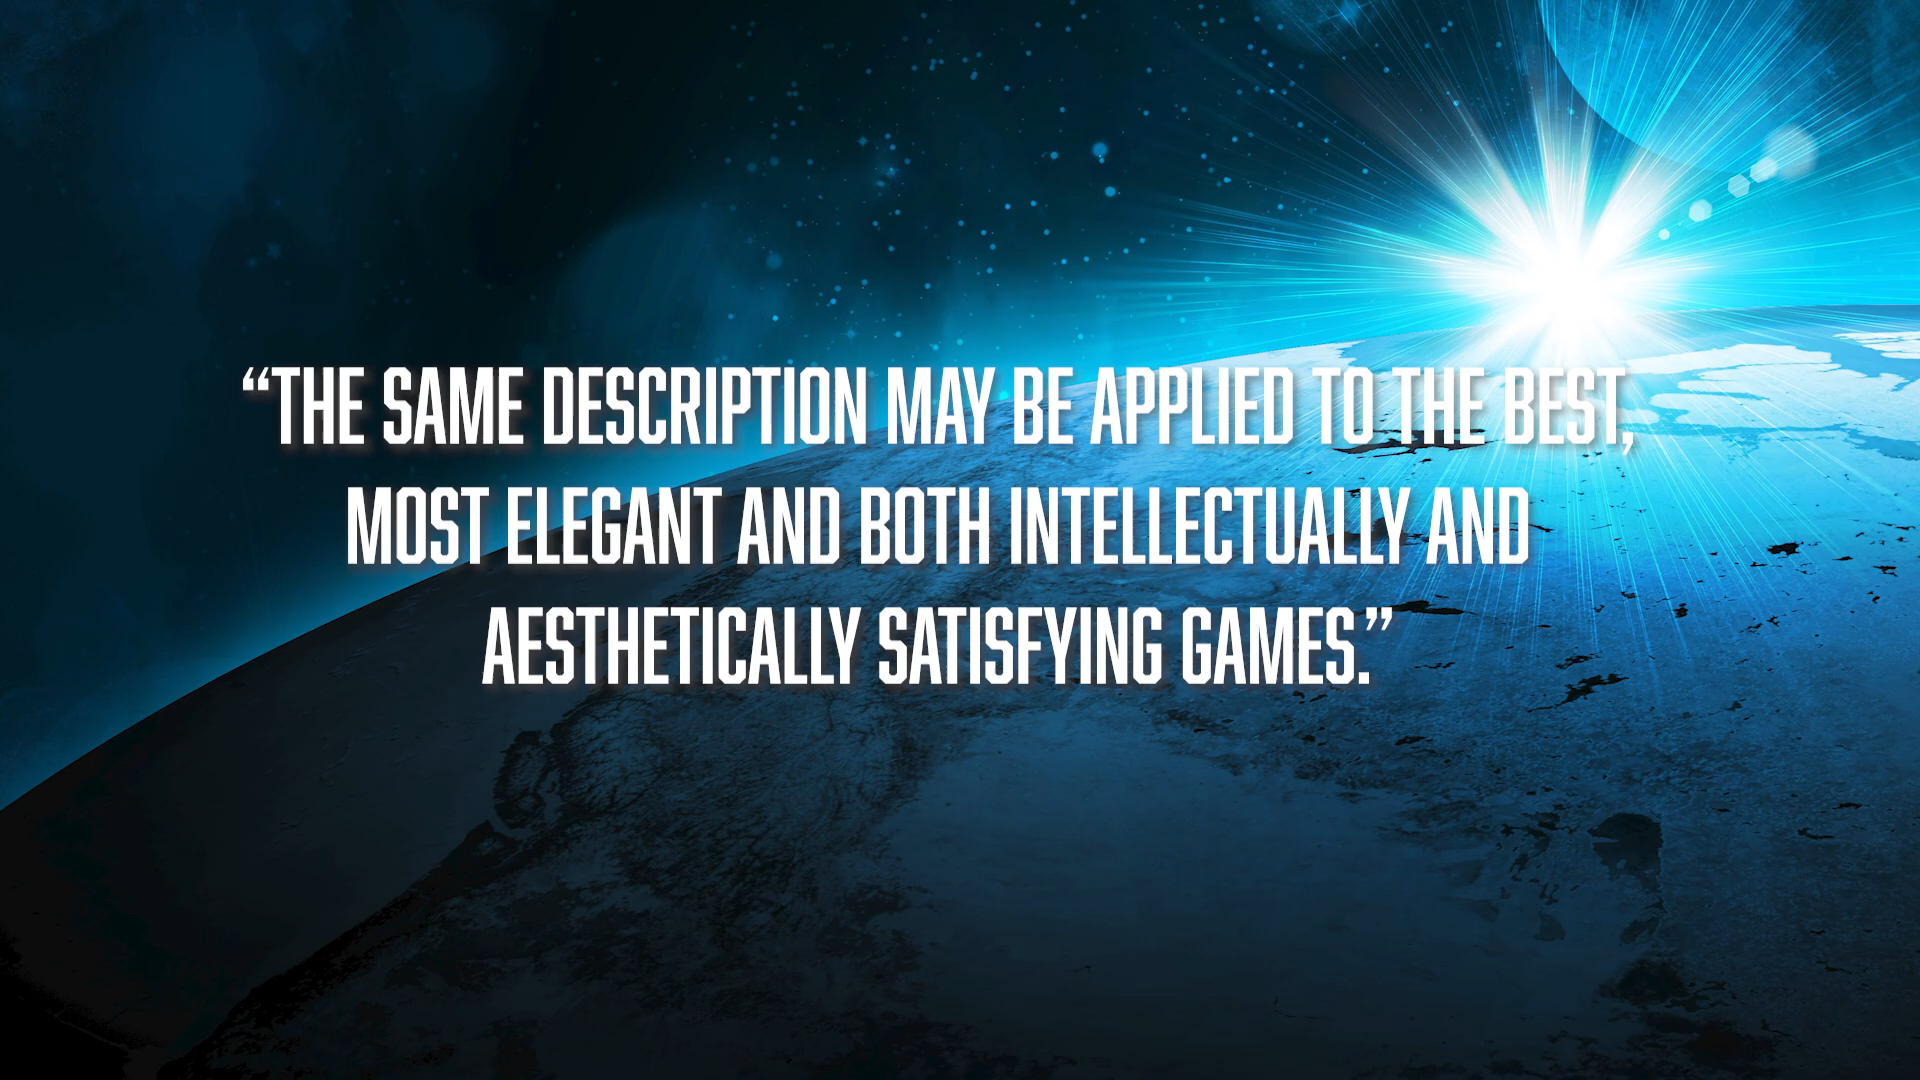 “THE SAME DESCRIPTION MAY BE APPLIED TO THE BEST,
MOST ELEGANT AND BOTH INTELLECTUALLY AND
AESTHETICALLY SATISFYING GAMES.”